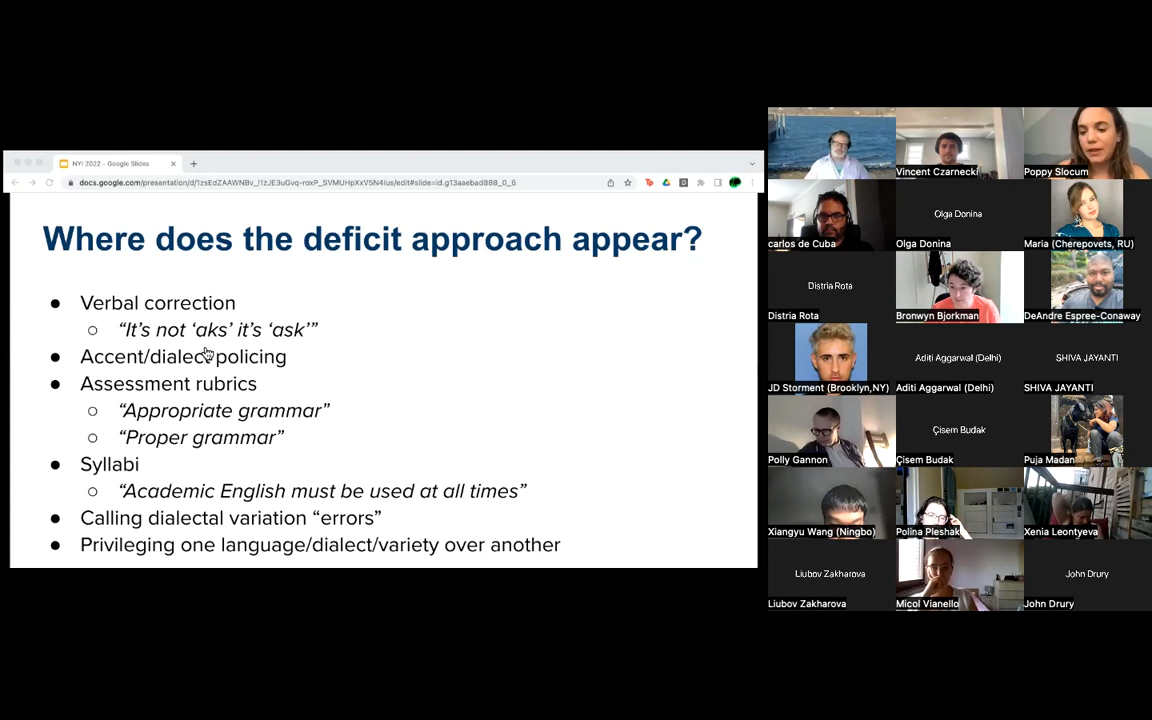 NYI 2022 - Google Slides
docs.google.com/presentation/d/1zsEdZAAWNBv_I1zJE3uGvq-roxP_SVMUHpXxV5N4Ius/edit#slide=id.g13aaebad888_0_6
Where does the deficit approach appear?
● Verbal correction
○ “It’s not ‘aks’ it’s ‘ask’”
● Accent/dialect policing
● Assessment rubrics
○ “Appropriate grammar”
○ “Proper grammar”
● Syllabi
○ “Academic English must be used at all times”
● Calling dialectal variation “errors”
● Privileging one language/dialect/variety over another
Vincent Czarnecki
Poppy Slocum
carlos de Cuba
Olga Donina
Olga Donina
Maria (Cherepovets, RU)
Distria Rota
Distria Rota
Bronwyn Bjorkman
DeAndre Espree-Conaway
JD Storment (Brooklyn,NY)
Aditi Aggarwal (Delhi)
Aditi Aggarwal (Delhi)
SHIVA JAYANTI
SHIVA JAYANTI
Polly Gannon
Çisem Budak
Çisem Budak
Puja Madan
Xiangyu Wang (Ningbo)
Polina Pleshak
Xenia Leontyeva
Liubov Zakharova
Liubov Zakharova
Micol Vianello
John Drury
John Drury